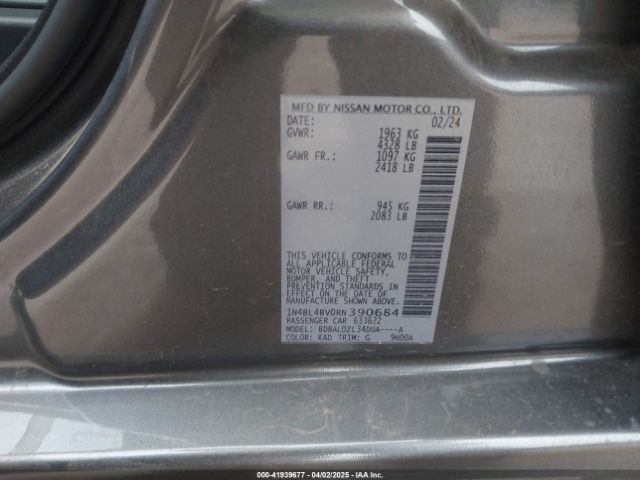 MFD BY NISSAN MOTOR CO., LTD.
DATE: 02/24
GVWR: 1963 KG
4328 LB
GAWR FR.: 1097 KG
2418 LB
GAWR RR.: 945 KG
2083 LB
THIS VEHICLE CONFORMS TO
ALL APPLICABLE FEDERAL
MOTOR VEHICLE SAFETY,
BUMPER, AND THEFT
PREVENTION STANDARDS IN
EFFECT ON THE DATE OF
MANUFACTURE SHOWN ABOVE.
1N4BL4BV0RN390684
PASSENGER CAR 633622
MODEL: BDBALDZL34DUA----A
COLOR: KAD TRIM: G 9N00A
00-41939677 - 04/02/2025 - © IAA Holdings, LLC